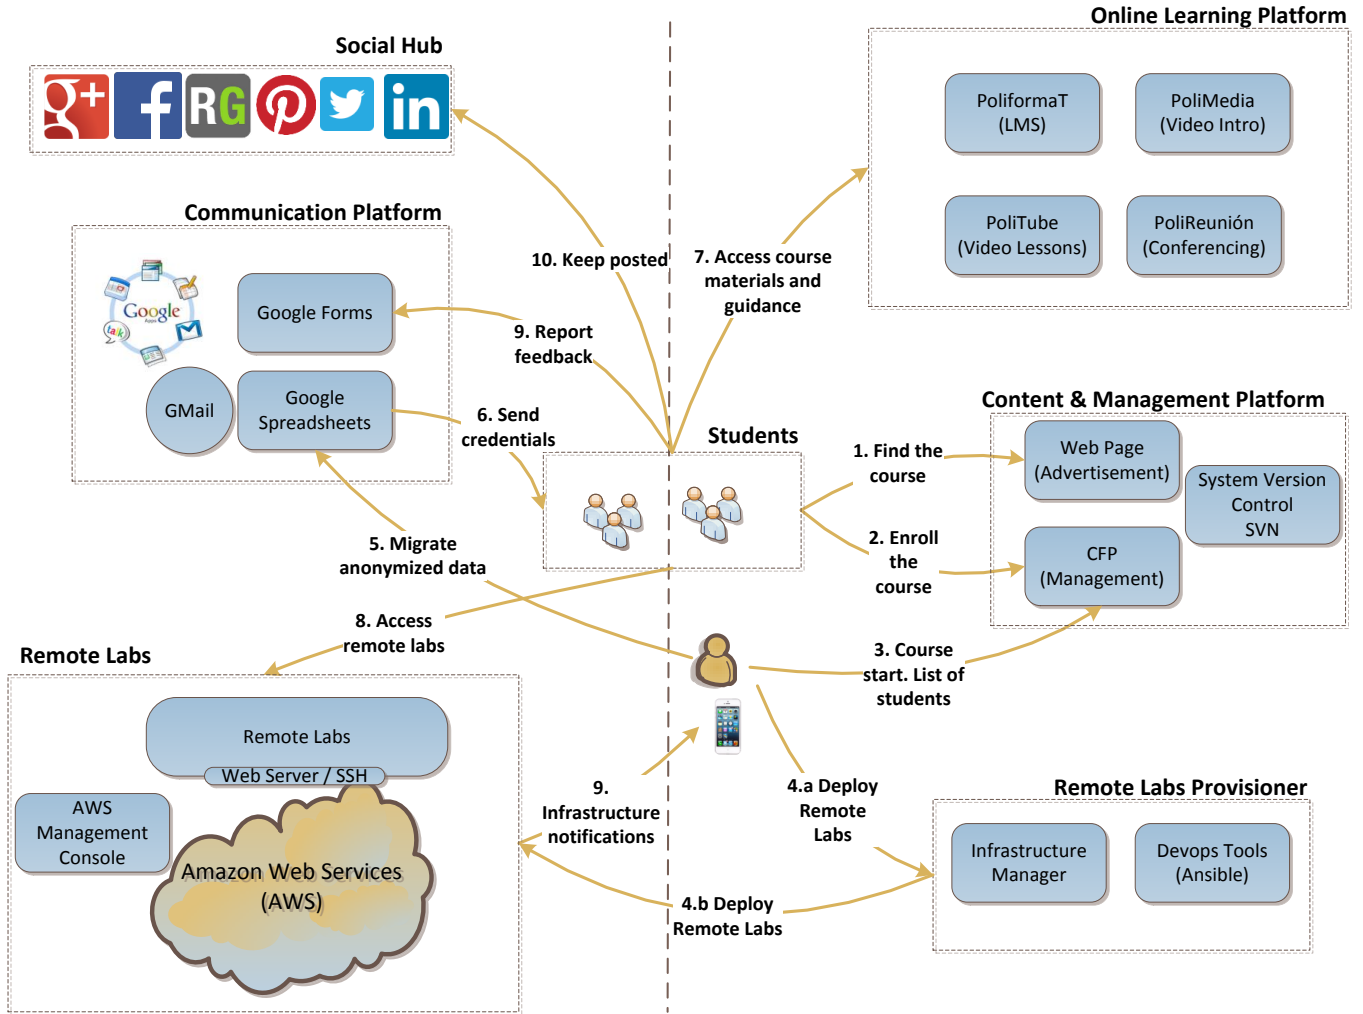 Online Learning Platform
Social Hub
g+
f
RG
in
PoliformaT
(LMS)
PoliMedia
(Video Intro)
PoliTube
(Video Lessons)
PoliReunión
(Conferencing)
Communication Platform
Google
talk
Google Forms
GMail
Google
Spreadsheets
10. Keep posted
7. Access course
materials and
guidance
9. Report
feedback
6. Send
credentials
Students
Content & Management Platform
1. Find the
course
Web Page
(Advertisement)
System Version
Control
SVN
2. Enroll
the
course
CFP
(Management)
5. Migrate
anonymized data
8. Access
remote labs
3. Course
start. List of
students
Remote Labs
Remote Labs
Web Server / SSH
AWS
Management
Console
Amazon Web Services
(AWS)
9.
Infrastructure
notifications
4.a Deploy
Remote
Labs
4.b Deploy
Remote Labs
Remote Labs Provisioner
Infrastructure
Manager
Devops Tools
(Ansible)